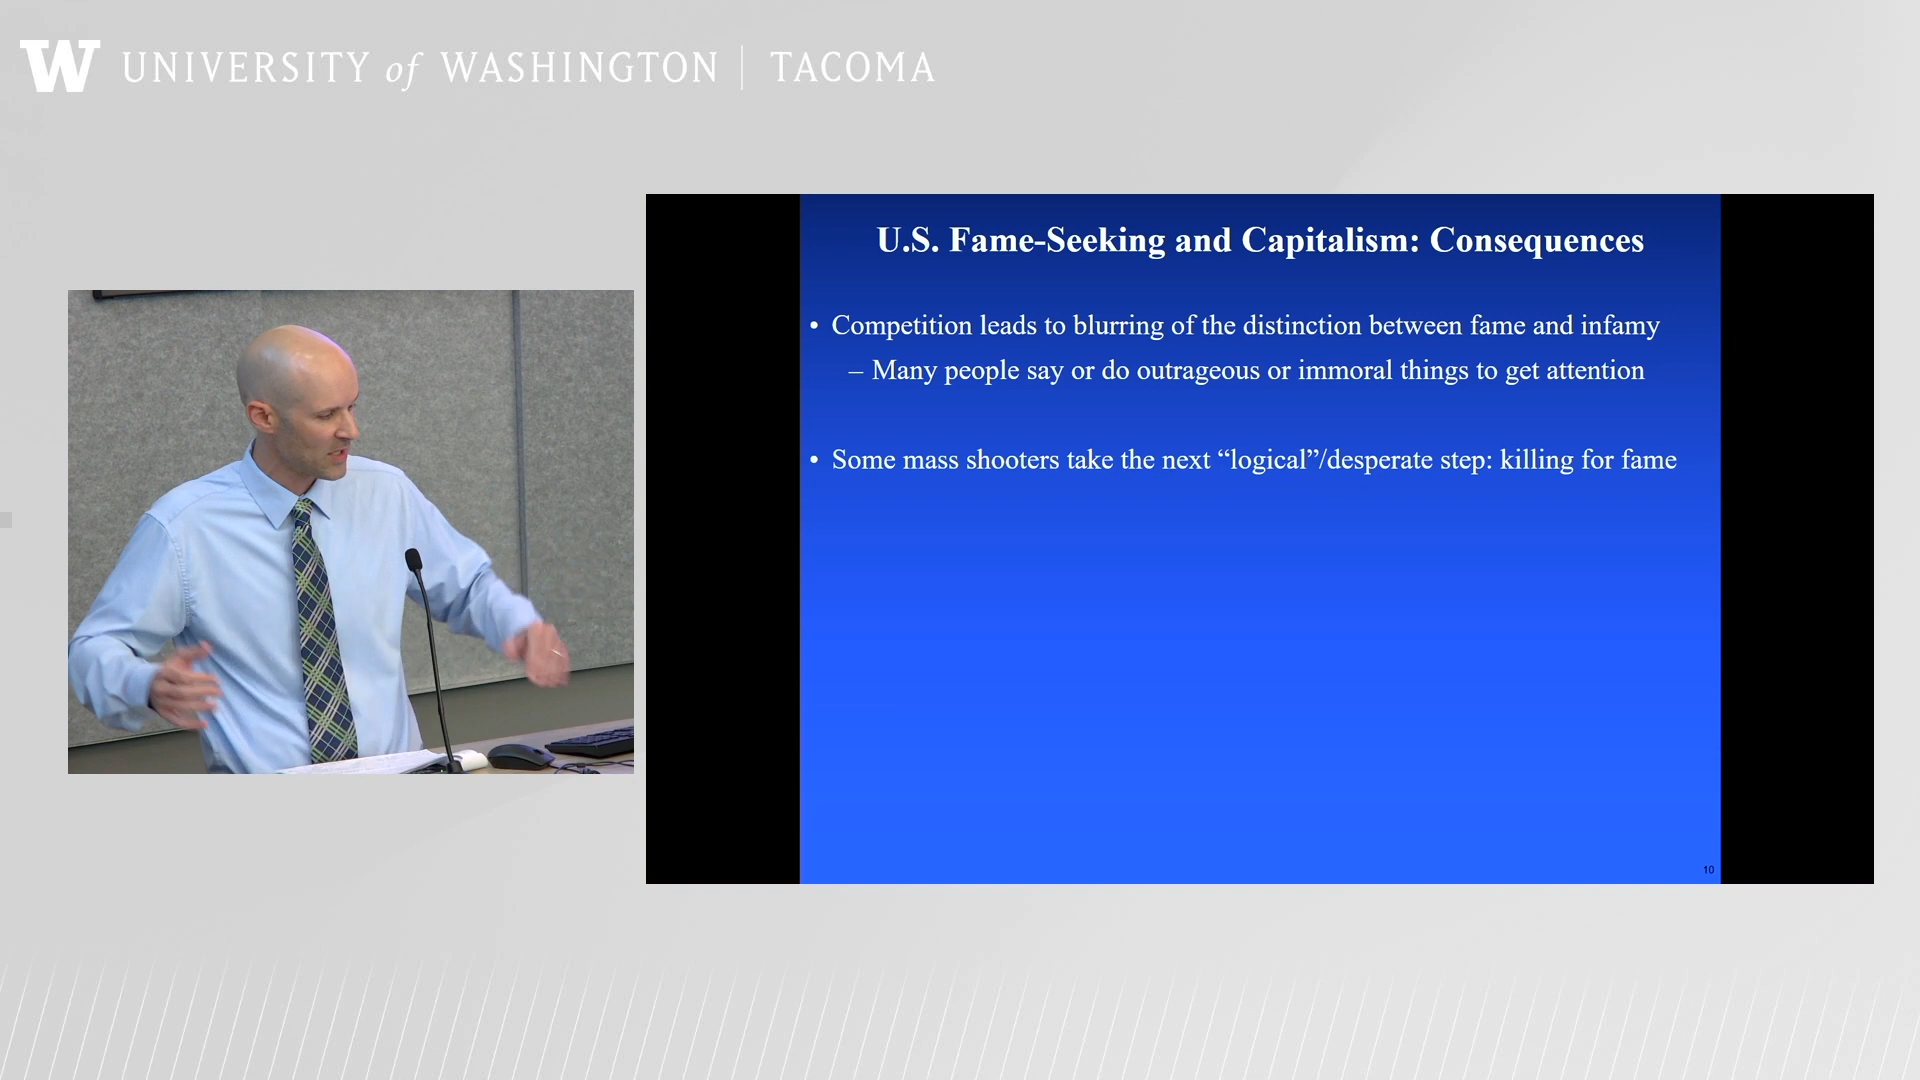 W UNIVERSITY of WASHINGTON | TACOMA
U.S. Fame-Seeking and Capitalism: Consequences
• Competition leads to blurring of the distinction between fame and infamy
– Many people say or do outrageous or immoral things to get attention
• Some mass shooters take the next “logical”/desperate step: killing for fame
10